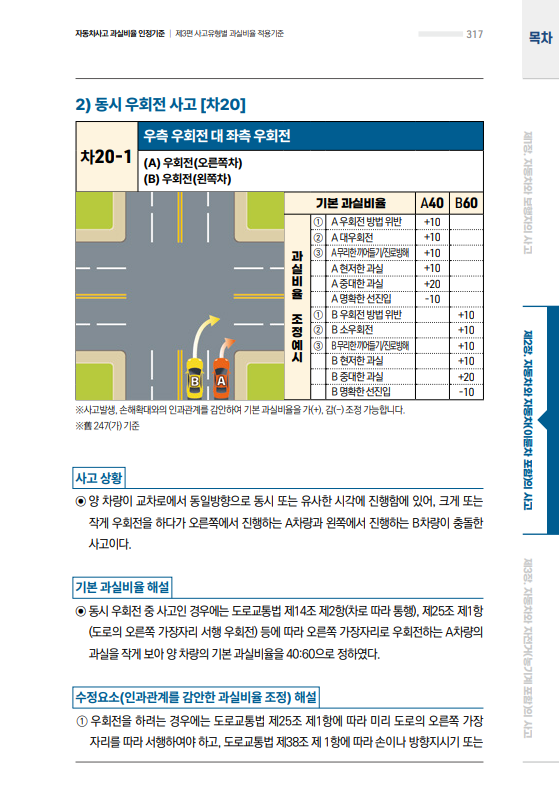 자동차사고 과실비율 인정기준 | 제3편 사고유형별 과실비율 적용기준
317
목차
2) 동시 우회전 사고 [차20]
차20-1
우측 우회전 대 좌측 우회전
(A) 우회전(오른쪽차)
(B) 우회전(왼쪽차)
기본 과실비율 A40 B60
과실비율 조정예시
① A 우회전 방법 위반 +10
② A 대우회전 +10
③ A 무리한 끼어들기/진로방해 +10
A 현저한 과실 +10
A 중대한 과실 +20
A 명확한 선진입 -10
① B 우회전 방법 위반 +10
② B 소우회전 +10
③ B 무리한 끼어들기/진로방해 +10
B 현저한 과실 +10
B 중대한 과실 +20
B 명확한 선진입 -10
B A
※사고발생, 손해확대와의 인과관계를 감안하여 기본 과실비율을 가(+), 감(-) 조정 가능합니다.
※舊 247(가) 기준
사고 상황
◉ 양 차량이 교차로에서 동일방향으로 동시 또는 유사한 시각에 진행함에 있어, 크게 또는
작게 우회전을 하다가 오른쪽에서 진행하는 A차량과 왼쪽에서 진행하는 B차량이 충돌한
사고이다.
기본 과실비율 해설
◉ 동시 우회전 중 사고인 경우에는 도로교통법 제14조 제2항(차로 따라 통행), 제25조 제1항
(도로의 오른쪽 가장자리 서행 우회전) 등에 따라 오른쪽 가장자리로 우회전하는 A차량의
과실을 작게 보아 양 차량의 기본 과실비율을 40:60으로 정하였다.
수정요소(인과관계를 감안한 과실비율 조정) 해설
① 우회전을 하려는 경우에는 도로교통법 제25조 제1항에 따라 미리 도로의 오른쪽 가장
자리를 따라 서행하여야 하고, 도로교통법 제38조 제 1항에 따라 손이나 방향지시기 또는
제1장. 자동차와 보행자의 사고
제2장. 자동차와 자동차(이륜차 포함)의 사고
제3장. 자동차와 자전거(농기계 포함)의 사고